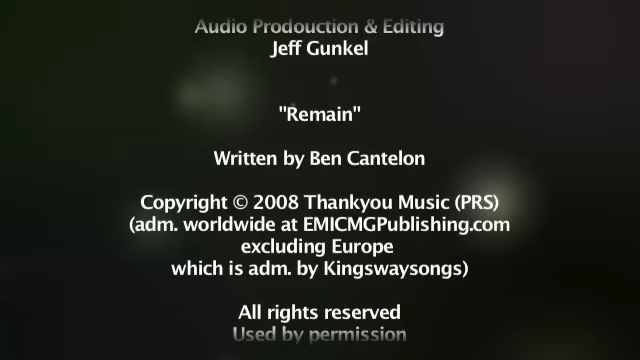 Audio Prodouction & Editing
Jeff Gunkel
"Remain"
Written by Ben Cantelon
Copyright © 2008 Thankyou Music (PRS)
(adm. worldwide at EMICMGPublishing.com
excluding Europe
which is adm. by Kingswaysongs)
All rights reserved
Used by permission